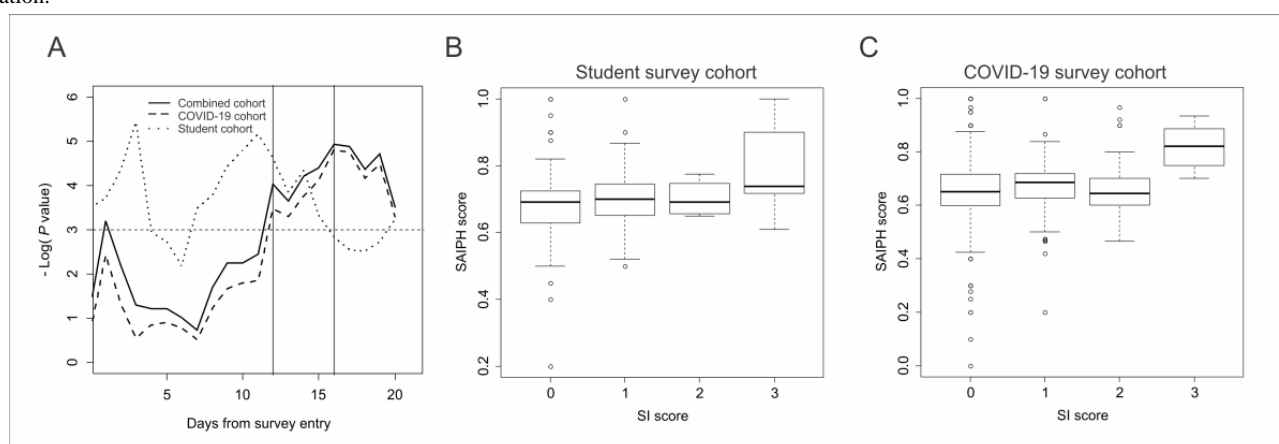 ation.
A
B
C
Student survey cohort
COVID-19 survey cohort
Combined cohort
COVID-19 cohort
Student cohort
- Log( P value)
6
5
4
3
2
1
0
5
10
15
20
Days from survey entry
SAIPH score
1.0
0.8
0.6
0.4
0.2
0
1
2
3
SI score
SAIPH score
1.0
0.8
0.6
0.4
0.2
0.0
0
1
2
3
SI score